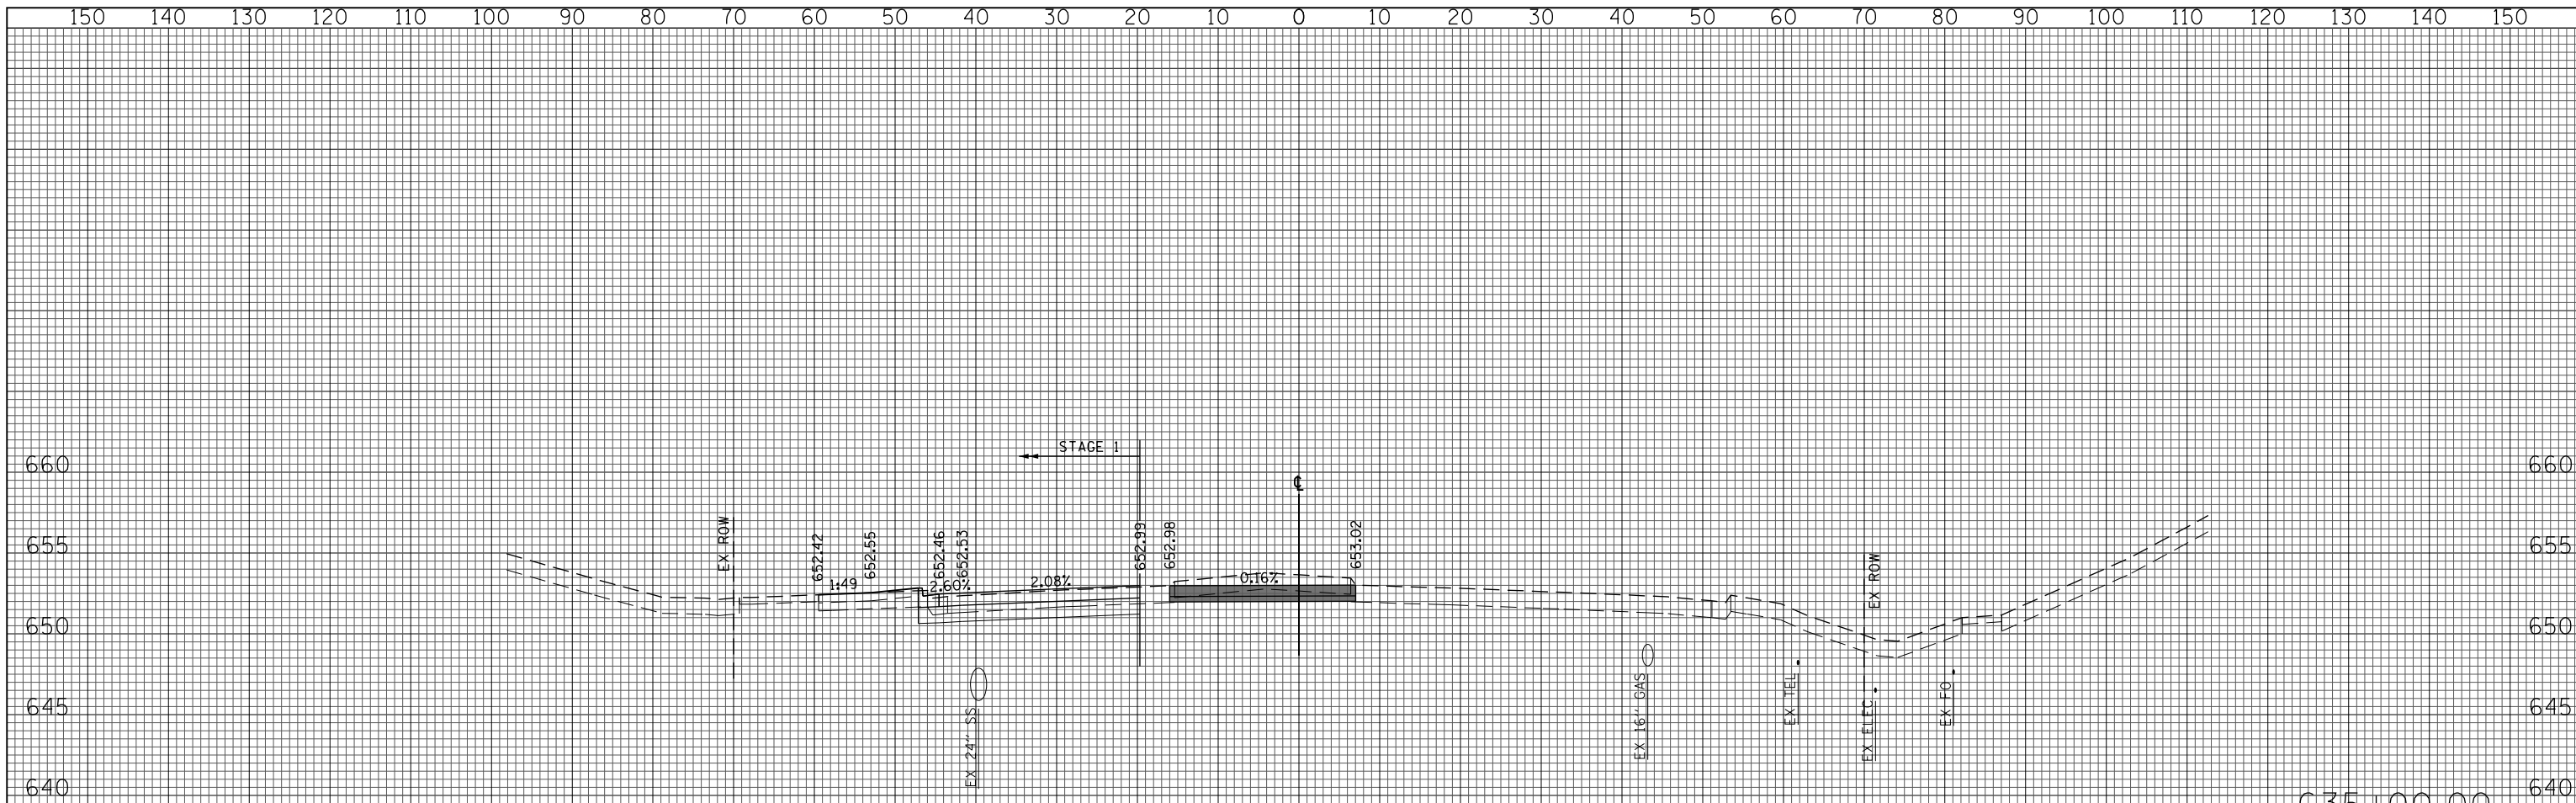 150 140 130 120 110 100 90 80 70 60 50 40 30 20 10 0 10 20 30 40 50 60 70 80 90 100 110 120 130 140 150
STAGE 1
660 660
℄
EX ROW
652.42
652.55
652.46
652.53
652.99
652.98
653.02
655 655
EX ROW
1:49 2.60% 2.08% 0.16%
650 650
EX 24" SS
EX 16" GAS
EX TEL
EX ELEC
EX FO
645 645
640 640